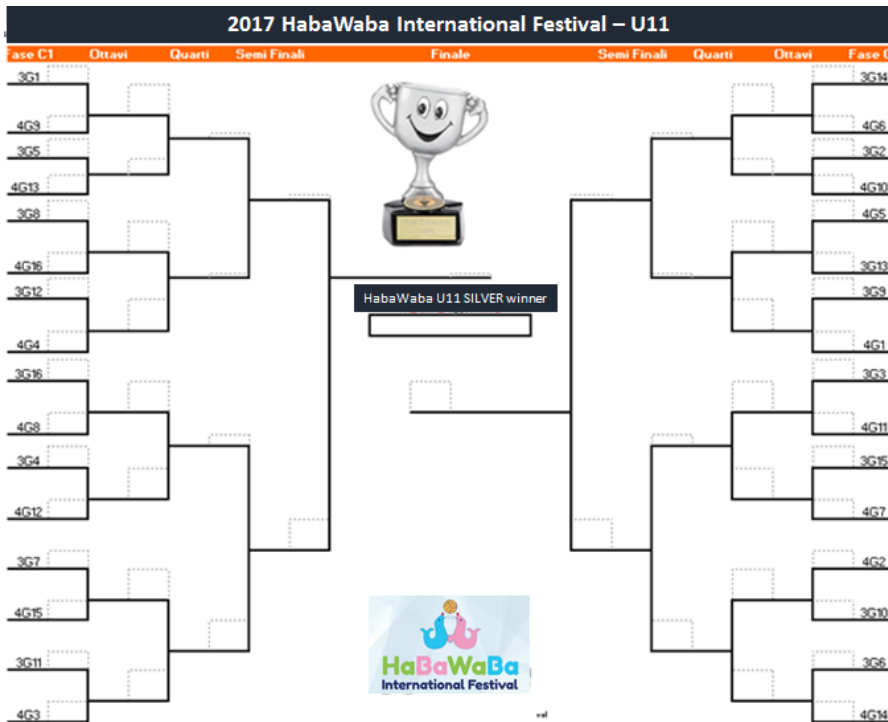 2017 HabaWaba International Festival – U11
Fase C1 Ottavi Quarti Semi Finali Finale Semi Finali Quarti Ottavi Fase C
3G1 3G14
4G9 4G6
3G5 3G2
4G13 4G10
3G8 4G5
4G16 3G13
3G12 3G9
4G4 4G1
3G16 3G3
4G8 4G11
3G4 3G15
4G12 4G7
3G7 4G2
4G15 3G10
3G11 3G6
4G3 4G14
HabaWaba U11 SILVER winner
HaBaWaBa
International Festival